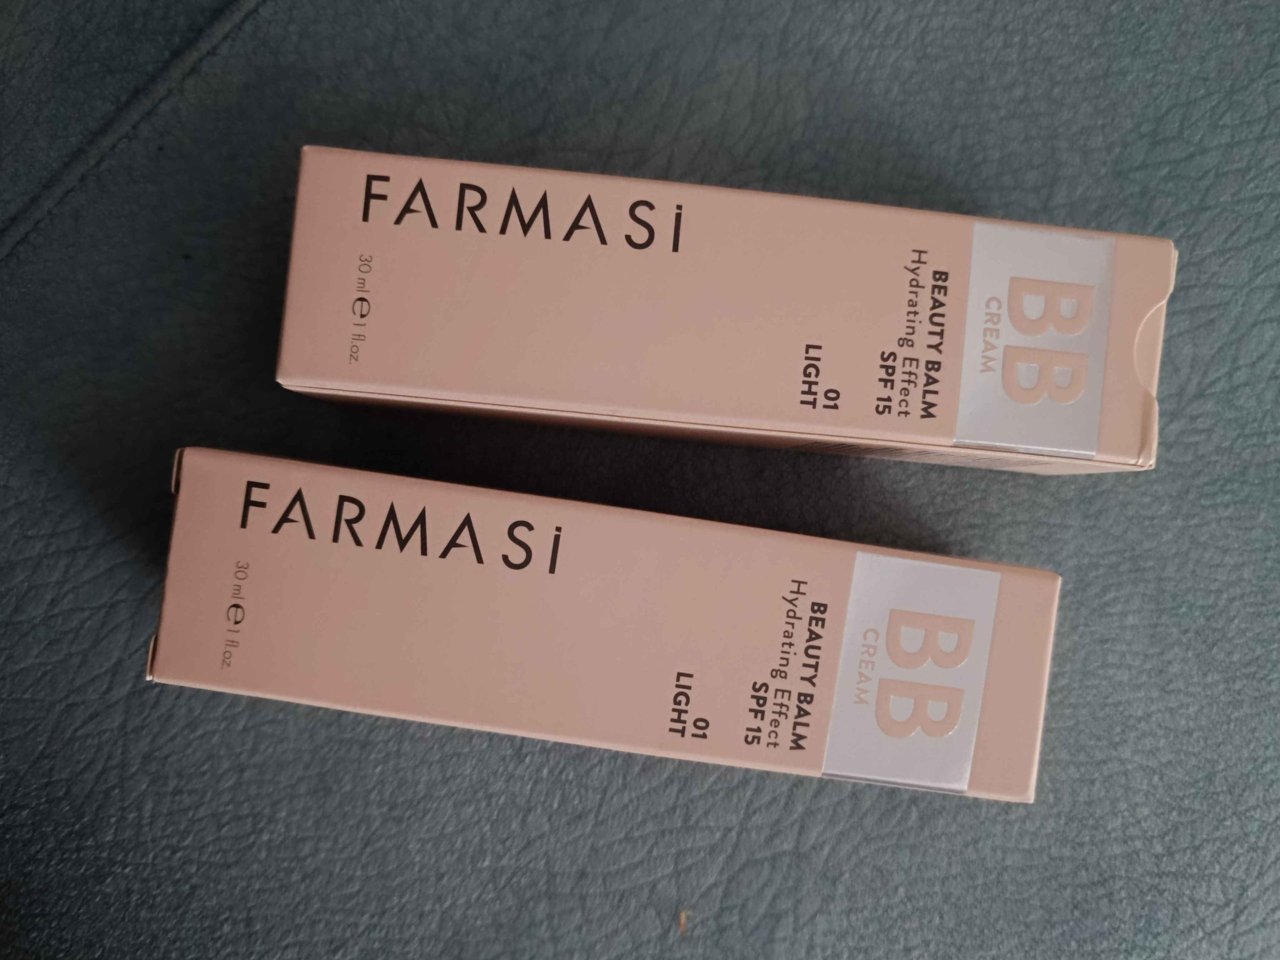 BB
CREAM
BEAUTY BALM
Hydrating Effect
SPF 15
01
LIGHT
FARMASİ
30 ml e 1 fl.oz.
BB
CREAM
BEAUTY BALM
Hydrating Effect
SPF 15
01
LIGHT
FARMASİ
30 ml e 1 fl.oz.